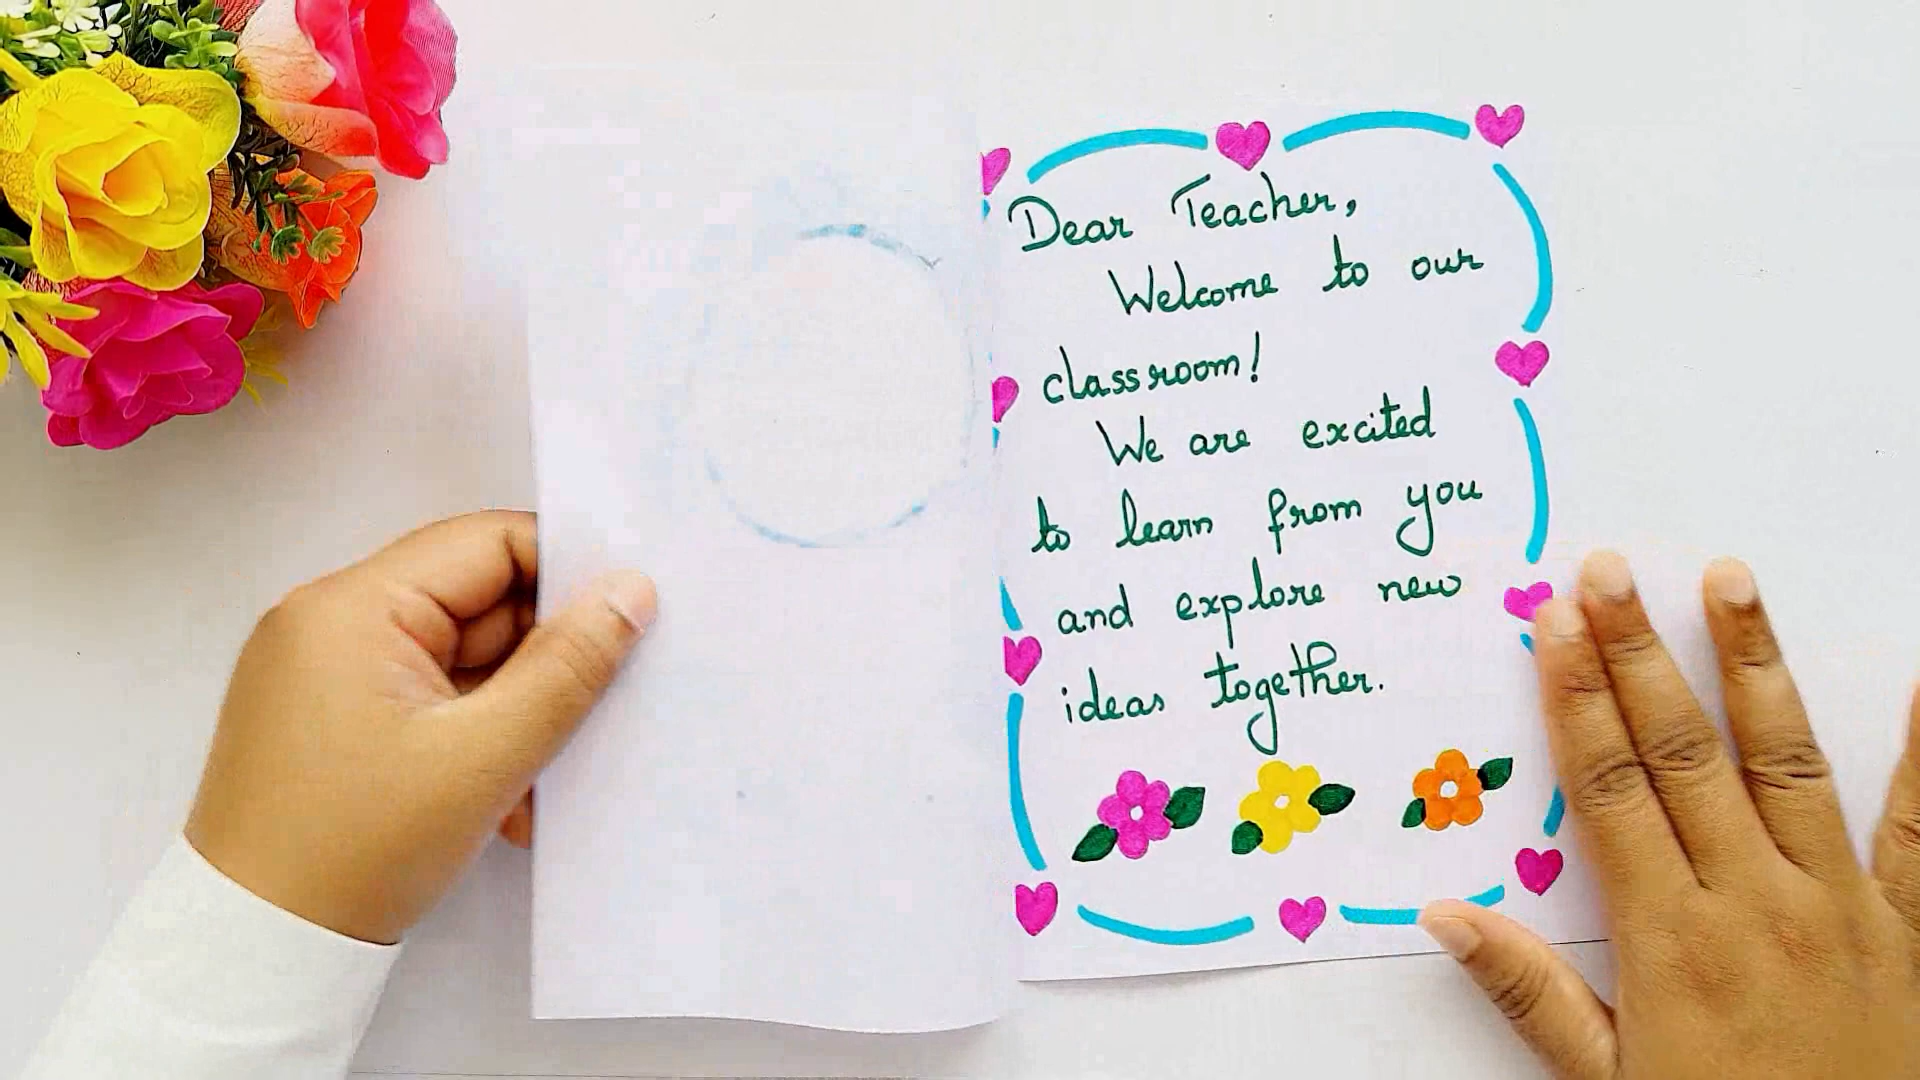 Dear Teacher,
Welcome to our
classroom!
We are excited
to learn from you
and explore new
ideas together.